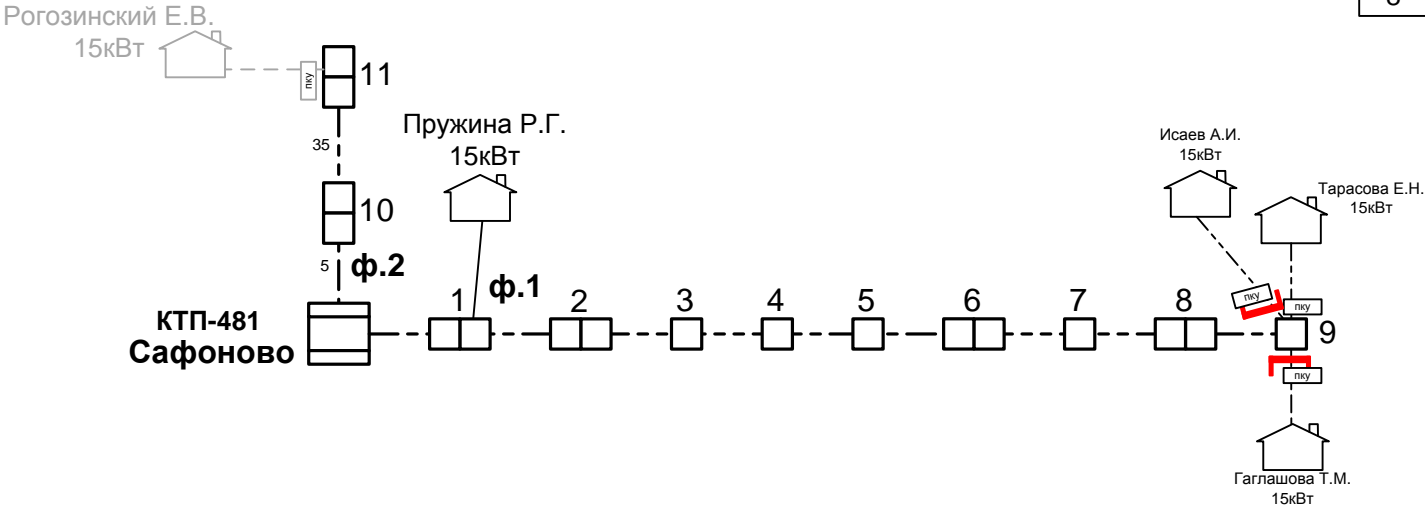 Рогозинский Е.В.
15кВт
пку
11
35
Пружина Р.Г.
15кВт
Исаев А.И.
15кВт
Тарасова Е.Н.
15кВт
10
5
ф.2
КТП-481
Сафоново
1
ф.1
2
3
4
5
6
7
8
9
пку
пку
пку
Гаглашова Т.М.
15кВт